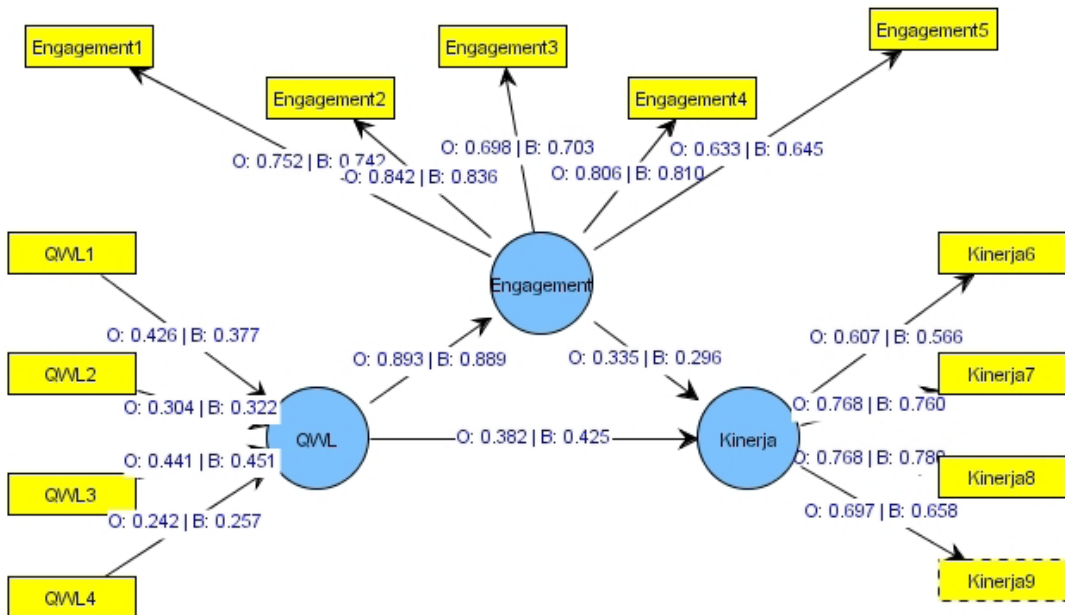 Engagement1
Engagement3
Engagement5
Engagement2
Engagement4
O: 0.752 | B: 0.742
O: 0.842 | B: 0.836
O: 0.698 | B: 0.703
O: 0.806 | B: 0.810
O: 0.633 | B: 0.645
QWL1
Engagement
Kinerja6
O: 0.426 | B: 0.377
O: 0.893 | B: 0.889
O: 0.335 | B: 0.296
O: 0.607 | B: 0.566
QWL2
Kinerja7
O: 0.304 | B: 0.322
O: 0.768 | B: 0.760
QWL
O: 0.382 | B: 0.425
Kinerja
O: 0.441 | B: 0.451
O: 0.768 | B: 0.780
QWL3
Kinerja8
O: 0.242 | B: 0.257
O: 0.697 | B: 0.658
QWL4
Kinerja9